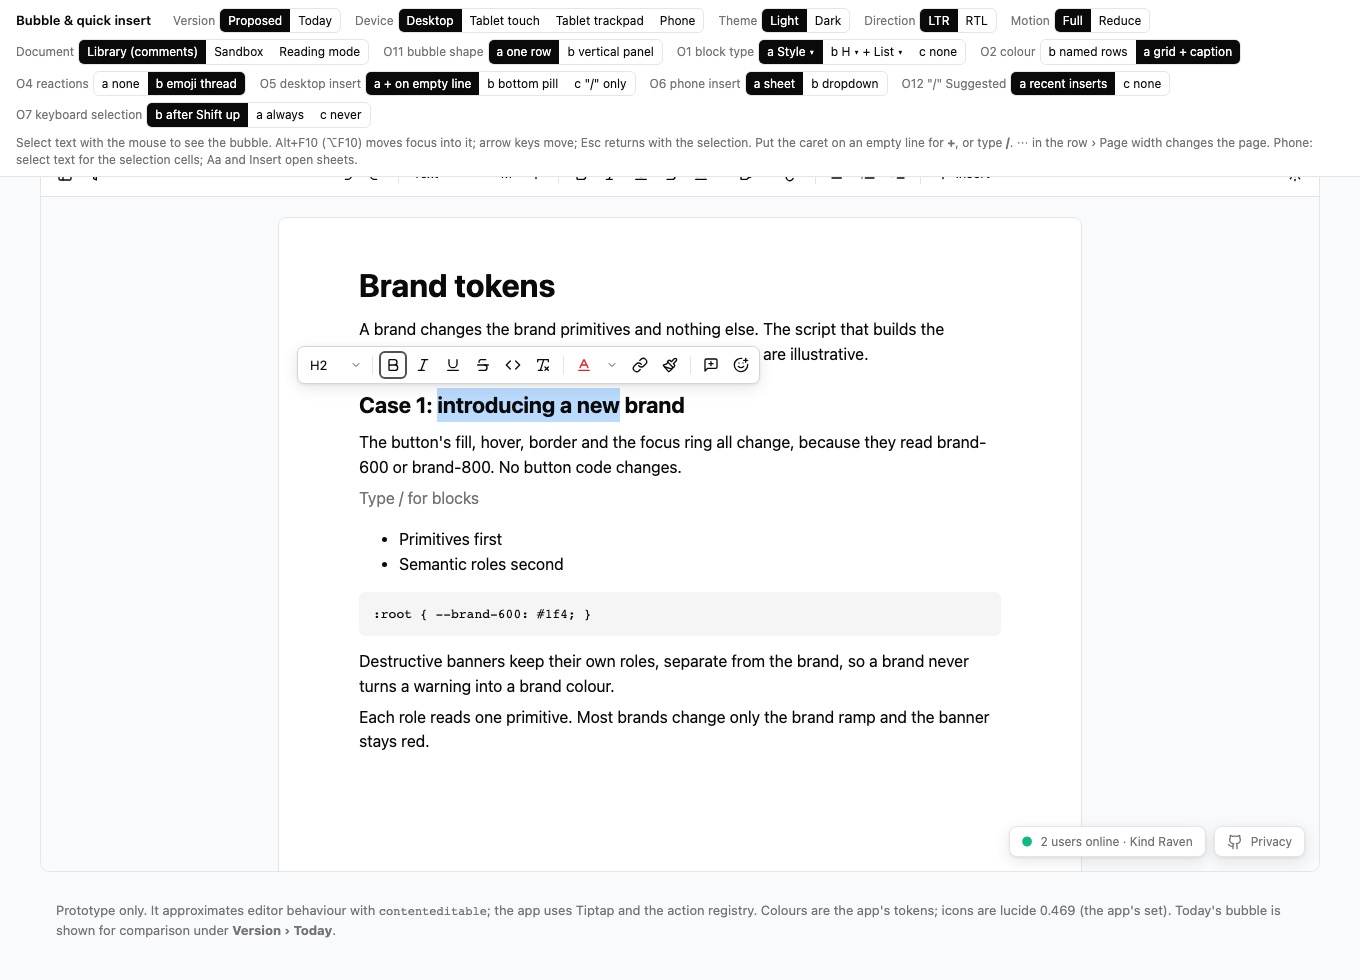 Bubble & quick insert Version Proposed Today Device Desktop Tablet touch Tablet trackpad Phone Theme Light Dark Direction LTR RTL Motion Full Reduce
Document Library (comments) Sandbox Reading mode O11 bubble shape a one row b vertical panel O1 block type a Style ▾ b H ▾ + List ▾ c none O2 colour b named rows a grid + caption
O4 reactions a none b emoji thread O5 desktop insert a + on empty line b bottom pill c "/" only O6 phone insert a sheet b dropdown O12 "/" Suggested a recent inserts c none
O7 keyboard selection b after Shift up a always c never
Select text with the mouse to see the bubble. Alt+F10 (⌥F10) moves focus into it; arrow keys move; Esc returns with the selection. Put the caret on an empty line for +, or type /. ⋯ in the row › Page width changes the page. Phone:
select text for the selection cells; Aa and Insert open sheets.
Brand tokens
A brand changes the brand primitives and nothing else. The script that builds the
are illustrative.
H2
Case 1: introducing a new brand
The button's fill, hover, border and the focus ring all change, because they read brand-
600 or brand-800. No button code changes.
Type / for blocks
• Primitives first
• Semantic roles second
:root { --brand-600: #1f4; }
Destructive banners keep their own roles, separate from the brand, so a brand never
turns a warning into a brand colour.
Each role reads one primitive. Most brands change only the brand ramp and the banner
stays red.
2 users online · Kind Raven Privacy
Prototype only. It approximates editor behaviour with contenteditable; the app uses Tiptap and the action registry. Colours are the app's tokens; icons are lucide 0.469 (the app's set). Today's bubble is
shown for comparison under Version › Today.